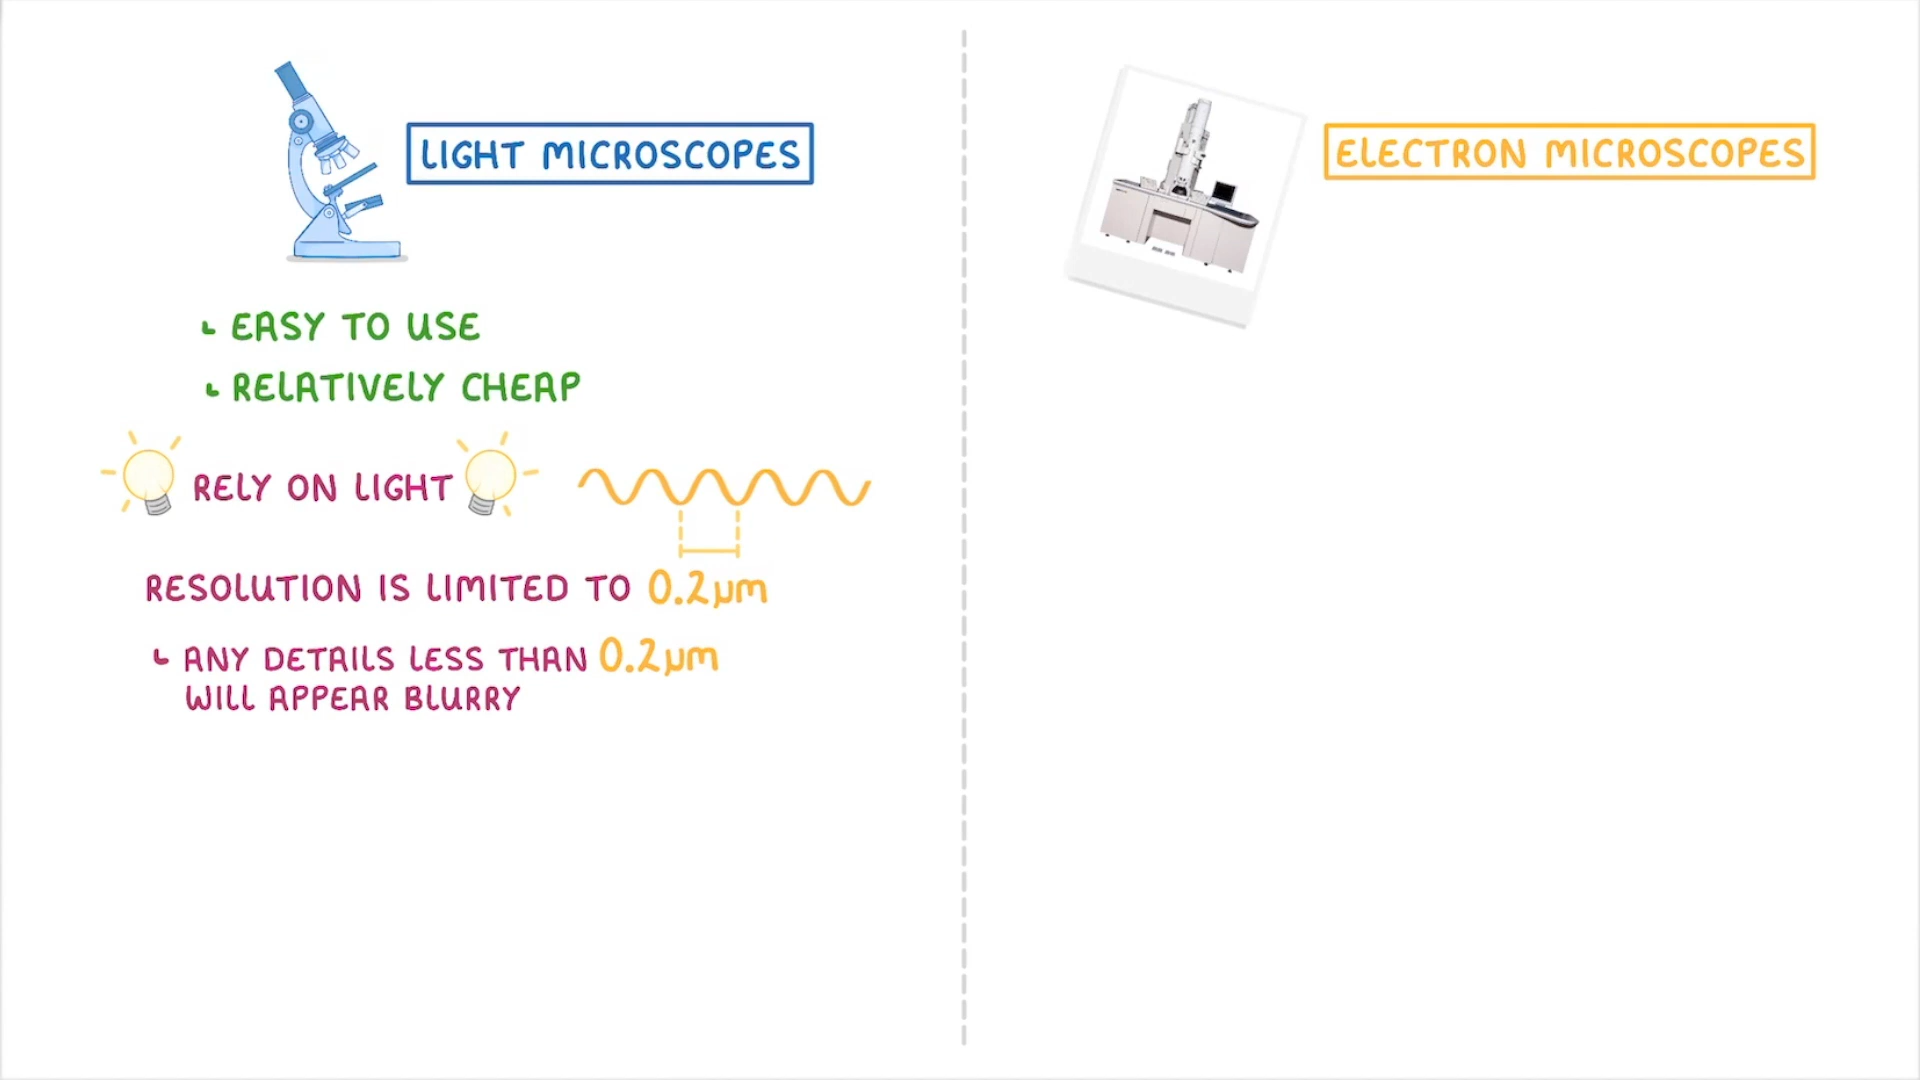 LIGHT MICROSCOPES
EASY TO USE
RELATIVELY CHEAP
RELY ON LIGHT
RESOLUTION IS LIMITED TO 0.2µm
ANY DETAILS LESS THAN 0.2µm
WILL APPEAR BLURRY
ELECTRON MICROSCOPES